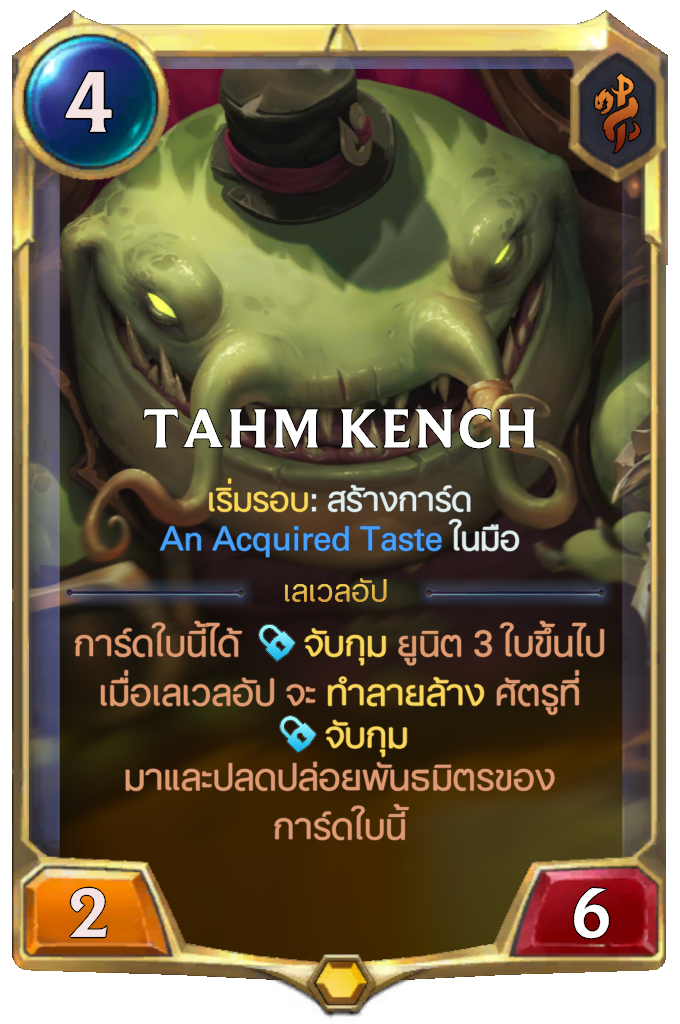 4
TAHM KENCH
เริ่มรอบ: สร้างการ์ด
An Acquired Taste ในมือ
เลเวลอัป
การ์ดใบนี้ได้ จับกุม ยูนิต 3 ใบขึ้นไป
เมื่อเลเวลอัป จะ ทำลายล้าง ศัตรูที่
จับกุม
มาและปลดปล่อยพันธมิตรของ
การ์ดใบนี้
2
6